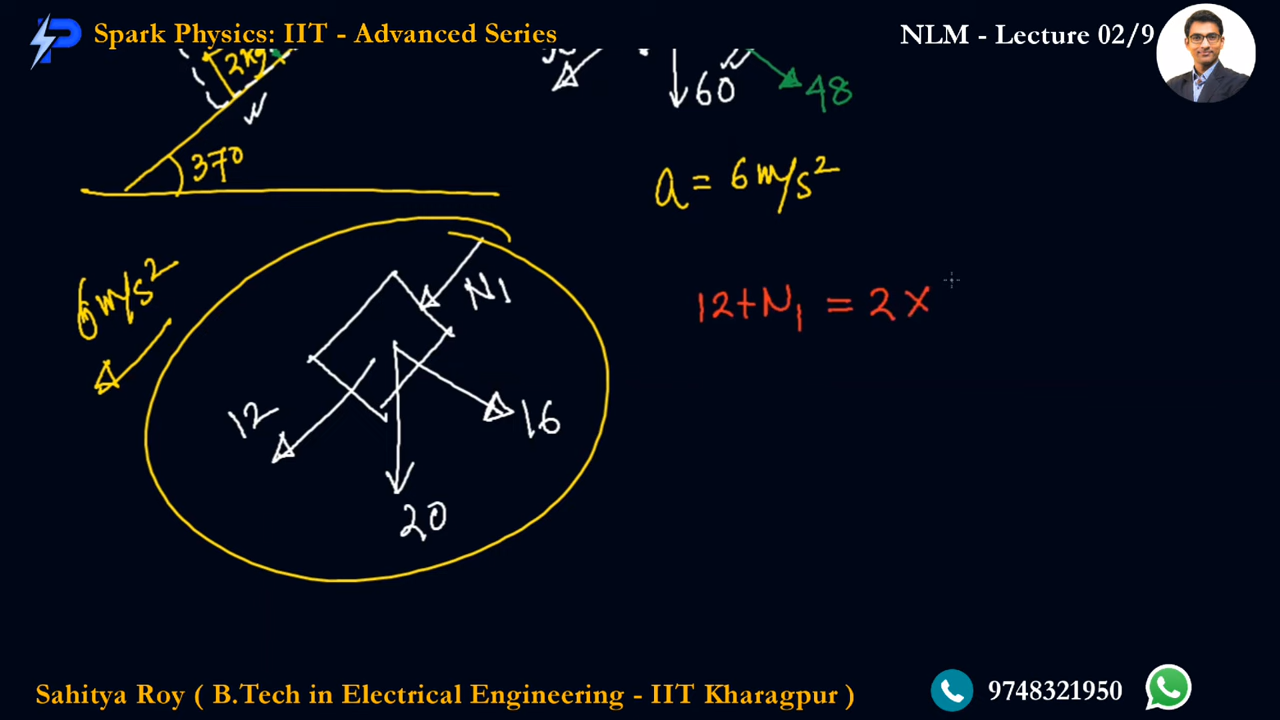 Spark Physics: IIT - Advanced Series
NLM - Lecture 02/9
2kg
60
48
37°
a = 6 m/s²
6 m/s²
N1
12 + N1 = 2 ×
12
16
20
Sahitya Roy ( B.Tech in Electrical Engineering - IIT Kharagpur )
9748321950